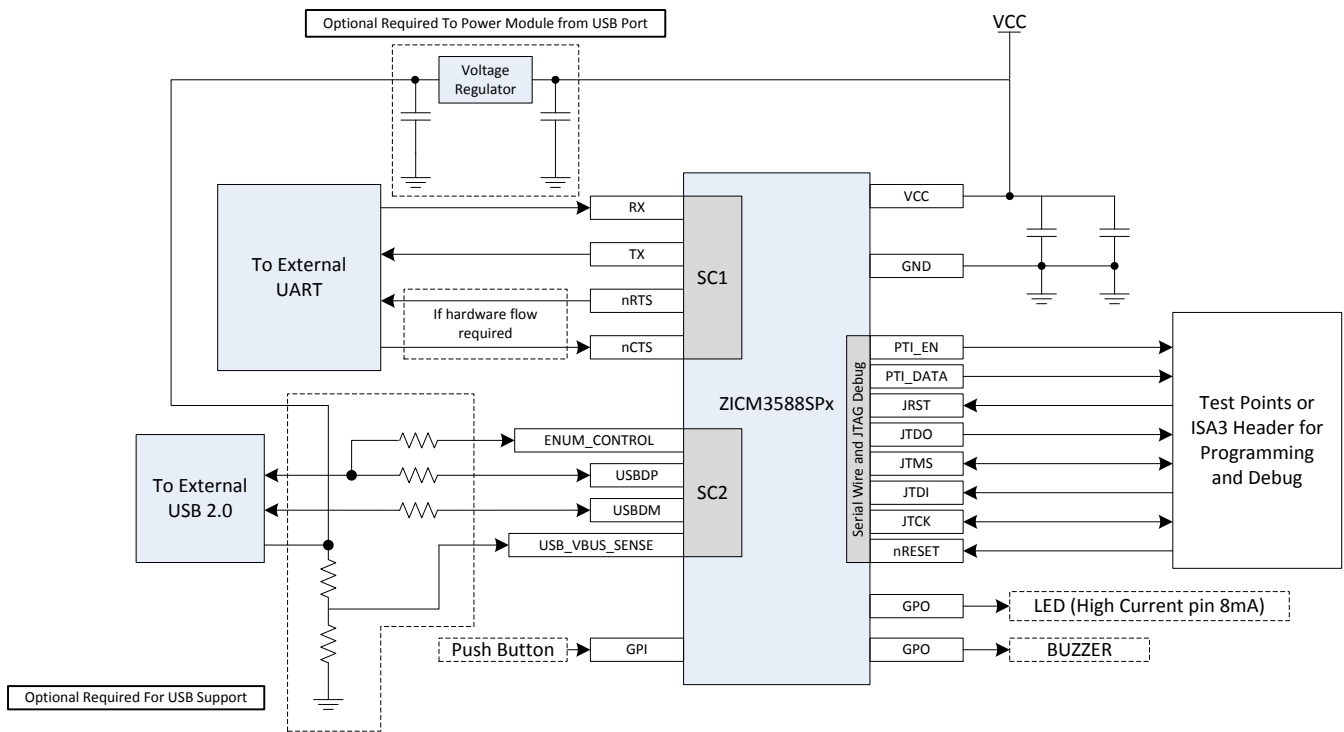 Optional Required To Power Module from USB Port
VCC
Voltage
Regulator
To External
UART
RX
TX
nRTS
nCTS
If hardware flow
required
SC1
VCC
GND
ZICM3588SPx
Serial Wire and JTAG Debug
PTI_EN
PTI_DATA
JRST
JTDO
JTMS
JTDI
JTCK
nRESET
Test Points or
ISA3 Header for
Programming
and Debug
To External
USB 2.0
ENUM_CONTROL
USBDP
USBDM
USB_VBUS_SENSE
SC2
GPO
LED (High Current pin 8mA)
Push Button
GPI
GPO
BUZZER
Optional Required For USB Support